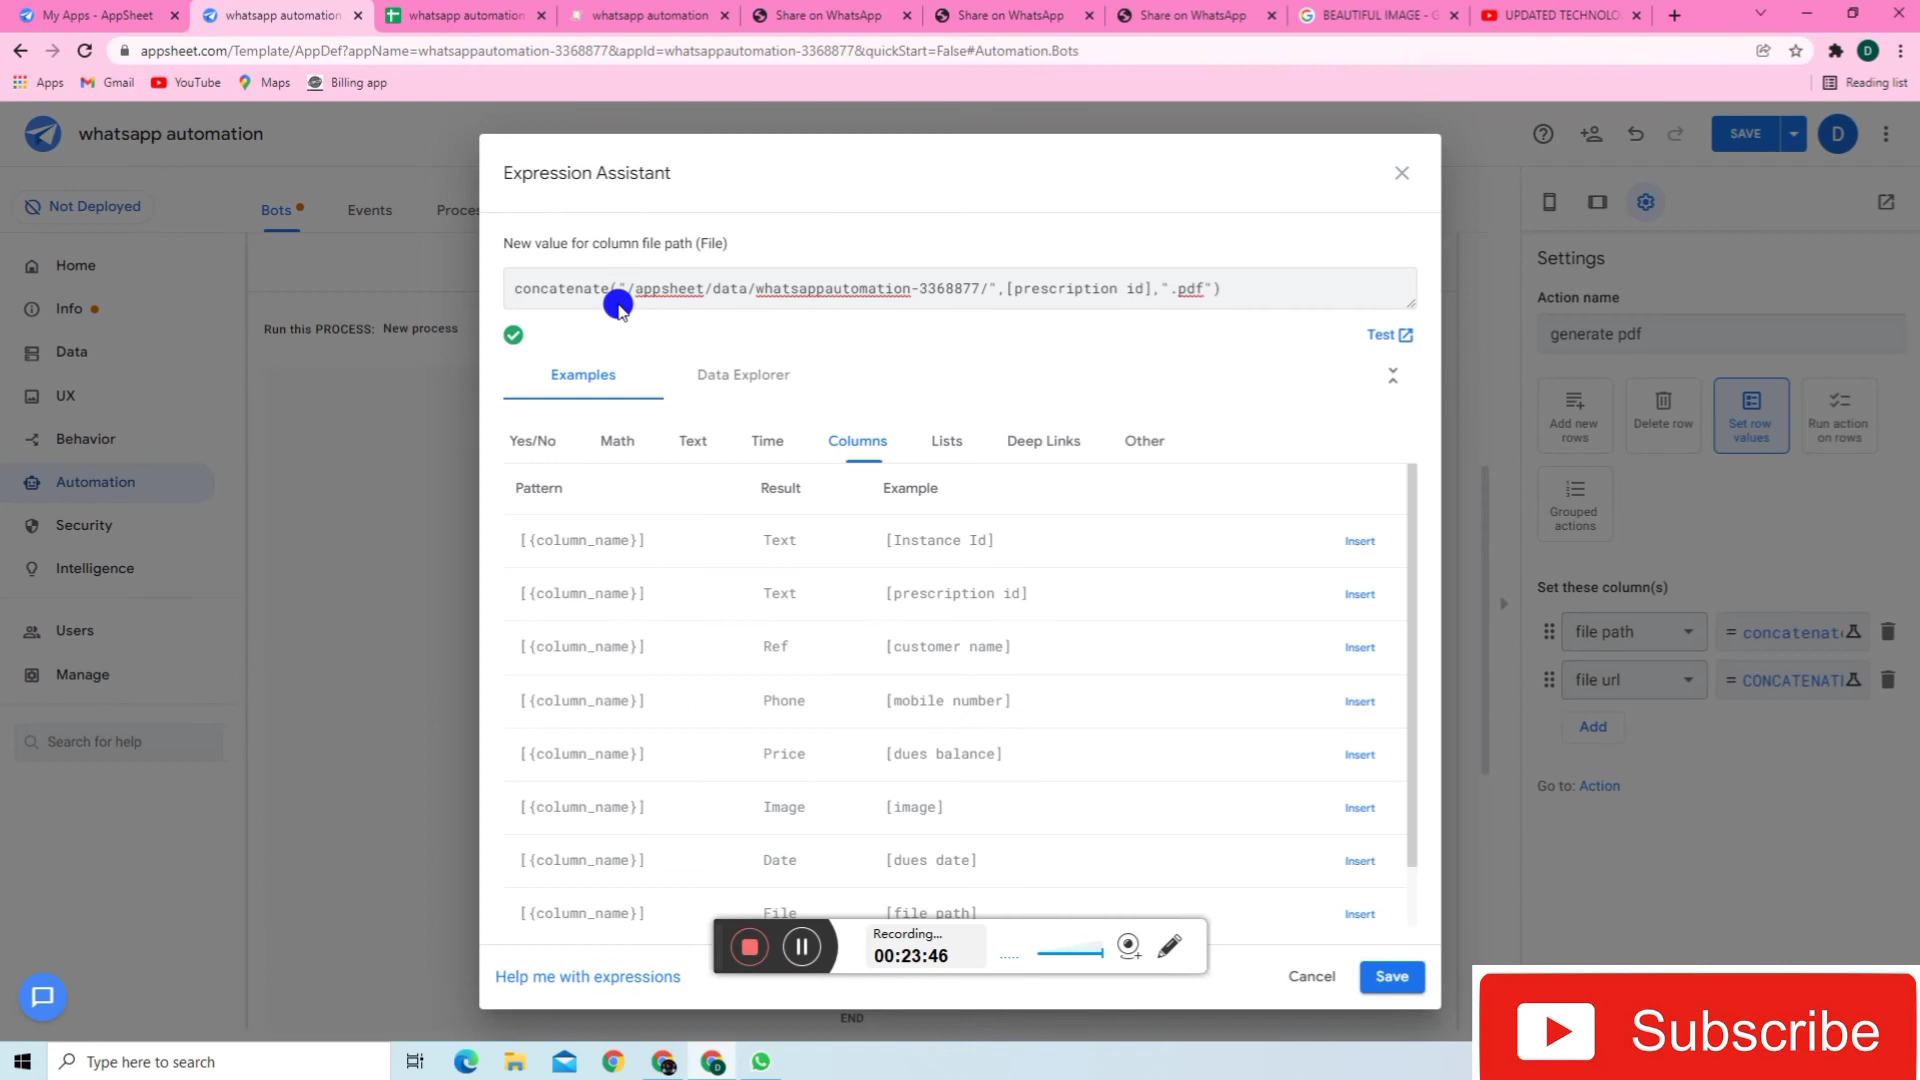 My Apps - AppSheet
whatsapp automation
whatsapp automation
whatsapp automation
Share on WhatsApp
Share on WhatsApp
Share on WhatsApp
BEAUTIFUL IMAGE - G
UPDATED TECHNOLO
appsheet.com/Template/AppDef?appName=whatsappautomation-3368877&appId=whatsappautomation-3368877&quickStart=False#Automation.Bots
D
Apps
Gmail
YouTube
Maps
Billing app
Reading list
whatsapp automation
SAVE
D
Not Deployed
Bots
Events
Proces
Home
Info
Data
UX
Behavior
Automation
Security
Intelligence
Users
Manage
Search for help
Run this PROCESS: New process
END
Expression Assistant
New value for column file path (File)
concatenate("/appsheet/data/whatsappautomation-3368877/",[prescription id],".pdf")
Test
Examples
Data Explorer
Yes/No
Math
Text
Time
Columns
Lists
Deep Links
Other
Pattern Result Example
[{column_name}] Text [Instance Id] Insert
[{column_name}] Text [prescription id] Insert
[{column_name}] Ref [customer name] Insert
[{column_name}] Phone [mobile number] Insert
[{column_name}] Price [dues balance] Insert
[{column_name}] Image [image] Insert
[{column_name}] Date [dues date] Insert
[{column_name}] File [file path] Insert
Recording...
00:23:46
Help me with expressions
Cancel
Save
Settings
Action name
generate pdf
Add new
rows
Delete row
Set row
values
Run action
on rows
Grouped
actions
Set these column(s)
file path = concatenat
file url = CONCATENATI
Add
Go to: Action
Subscribe
Type here to search